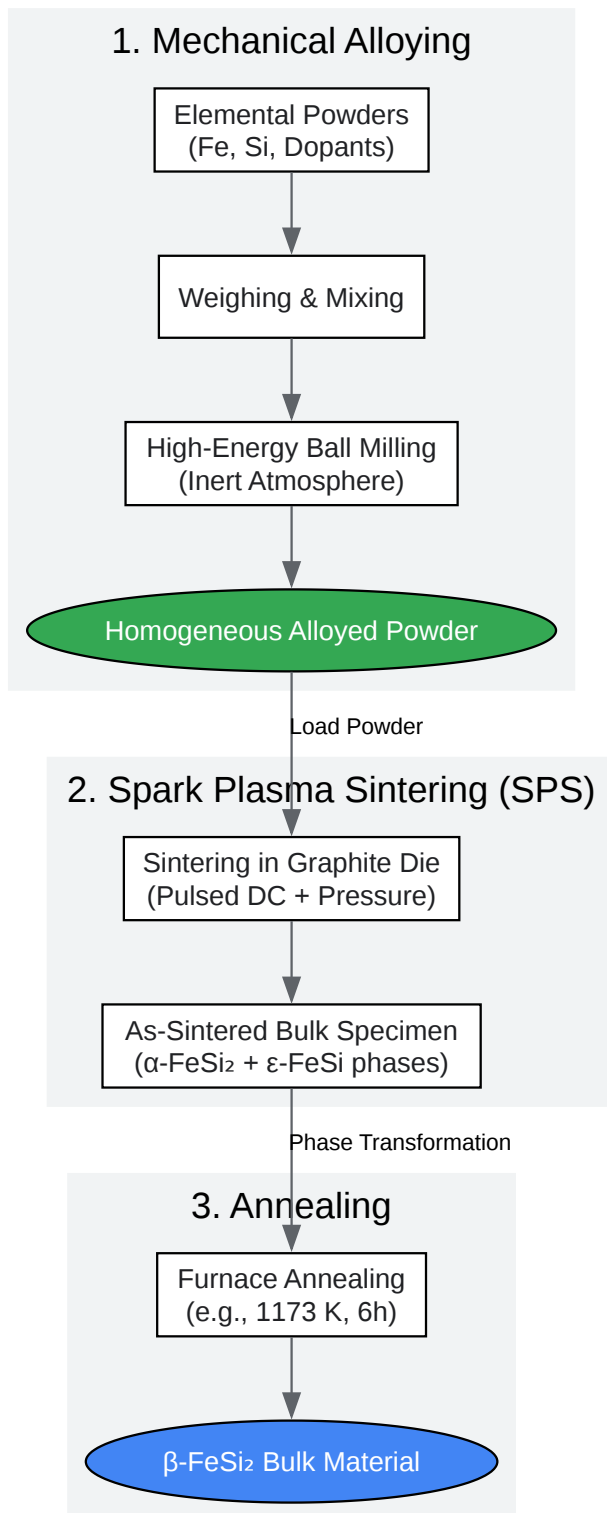 1. Mechanical Alloying
Elemental Powders
(Fe, Si, Dopants)
Weighing & Mixing
High-Energy Ball Milling
(Inert Atmosphere)
Homogeneous Alloyed Powder
Load Powder
2. Spark Plasma Sintering (SPS)
Sintering in Graphite Die
(Pulsed DC + Pressure)
As-Sintered Bulk Specimen
(α-FeSi₂ + ε-FeSi phases)
Phase Transformation
3. Annealing
Furnace Annealing
(e.g., 1173 K, 6h)
β-FeSi₂ Bulk Material